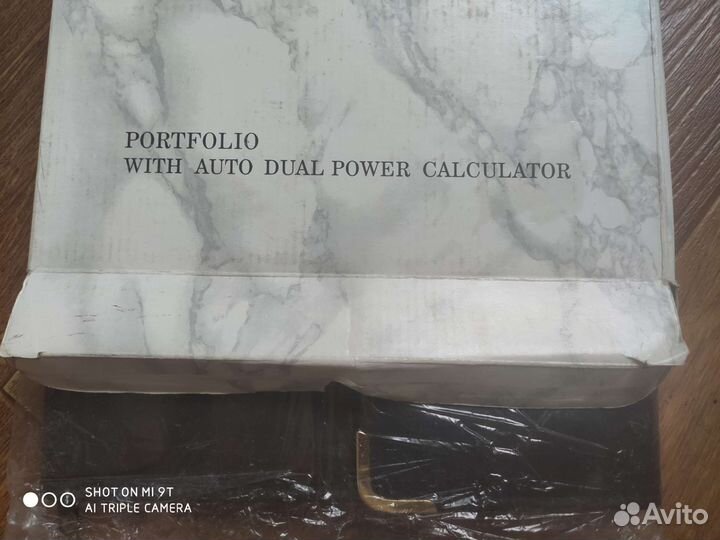 PORTFOLIO
WITH AUTO DUAL POWER CALCULATOR
SHOT ON MI 9T
AI TRIPLE CAMERA
Avito